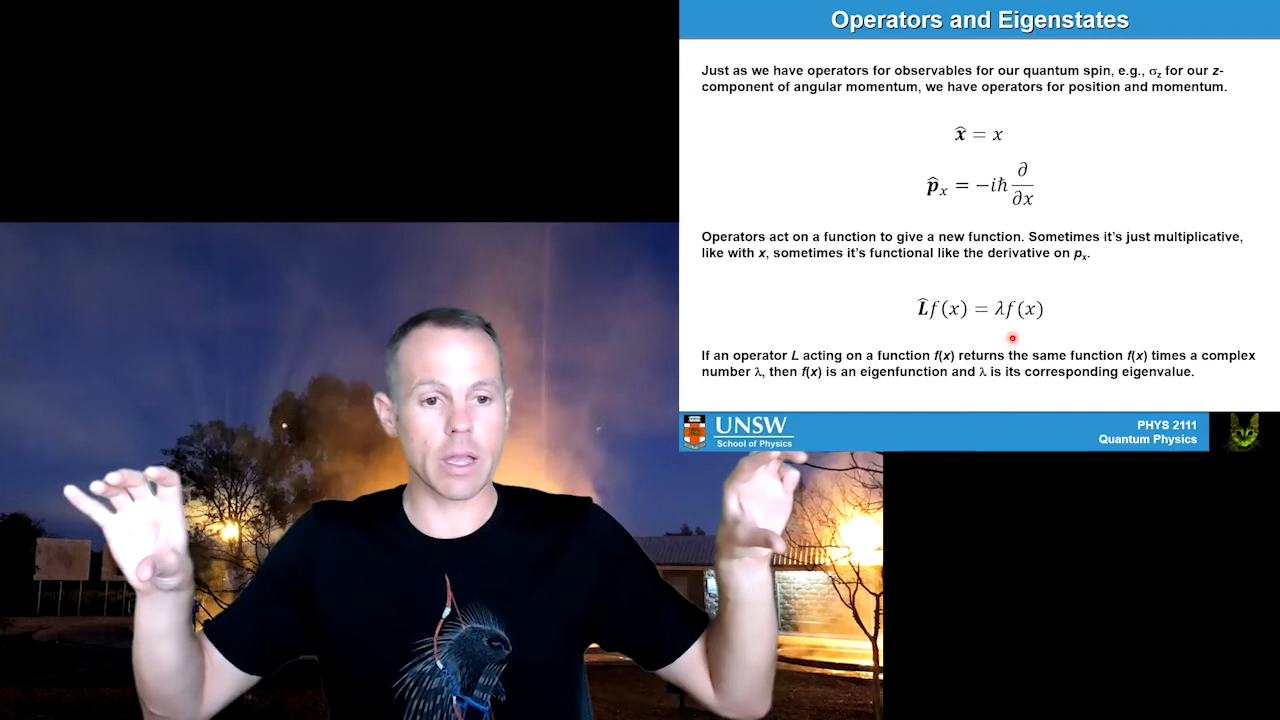 Operators and Eigenstates
Just as we have operators for observables for our quantum spin, e.g., σz for our z-
component of angular momentum, we have operators for position and momentum.
x̂ = x
p̂x = −iħ ∂/∂x
Operators act on a function to give a new function. Sometimes it’s just multiplicative,
like with x, sometimes it’s functional like the derivative on px.
L̂f(x) = λf(x)
If an operator L acting on a function f(x) returns the same function f(x) times a complex
number λ, then f(x) is an eigenfunction and λ is its corresponding eigenvalue.
UNSW
School of Physics
PHYS 2111
Quantum Physics